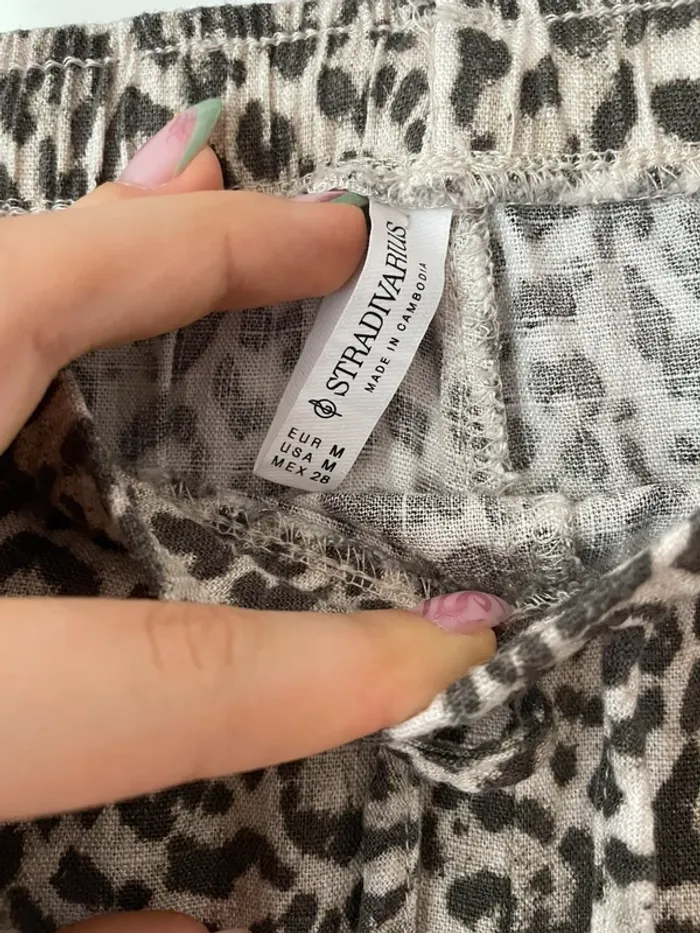 STRADIVARIUS
MADE IN CAMBODIA
EUR M
USA M
MEX 28